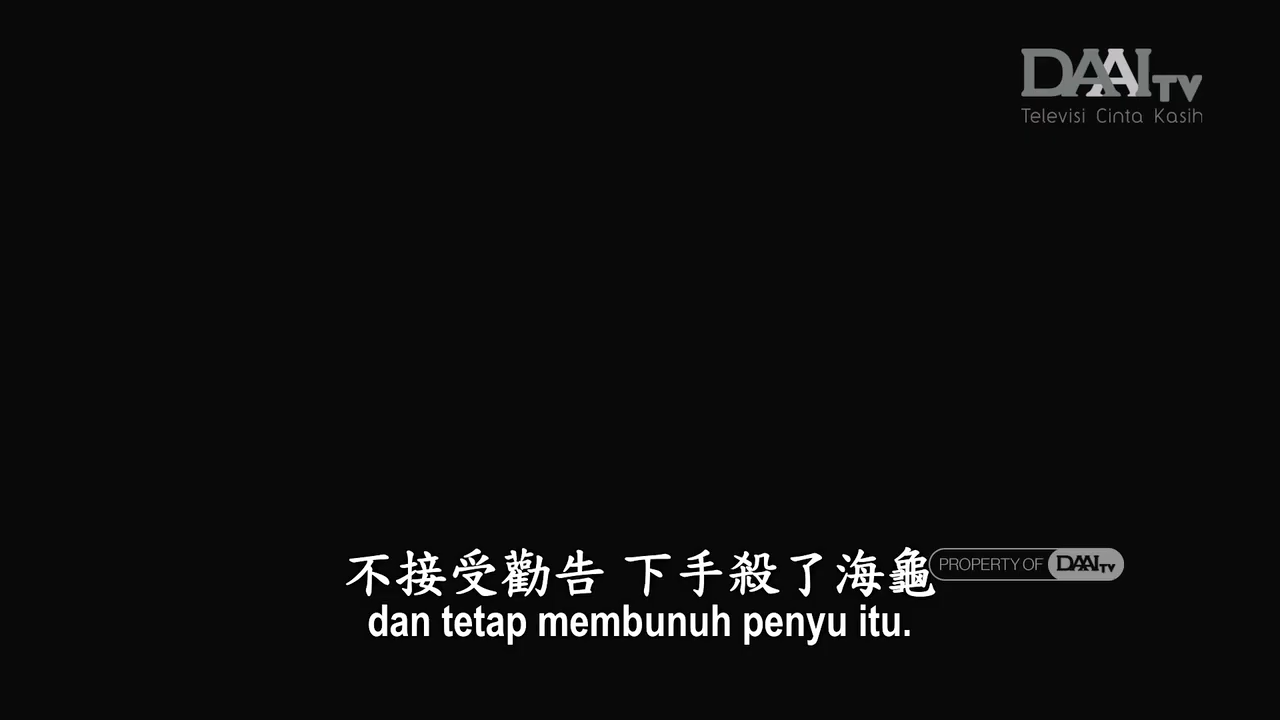 DAAI TV
Televisi Cinta Kasih
不接受勸告 下手殺了海龜
PROPERTY OF DAAI TV
dan tetap membunuh penyu itu.